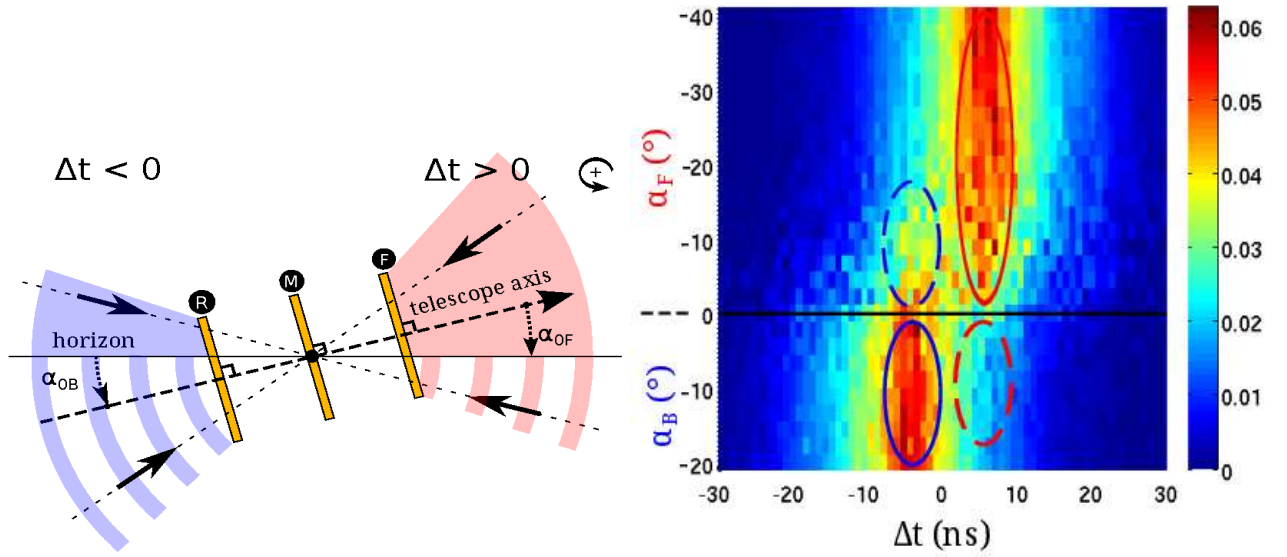 Δt < 0
Δt > 0
+
R
M
F
telescope axis
horizon
α0B
α0F
-40
-30
-20
-10
0
-10
-20
αF (°)
αB (°)
-30
-20
-10
0
10
20
30
Δt (ns)
0.06
0.05
0.04
0.03
0.02
0.01
0